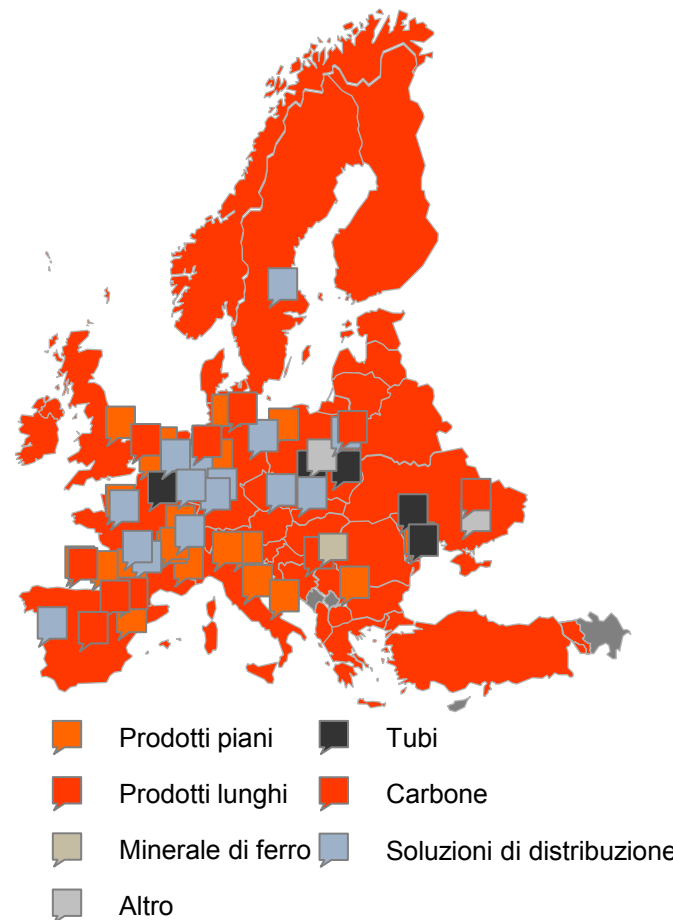 Prodotti piani
Tubi
Prodotti lunghi
Carbone
Minerale di ferro
Soluzioni di distribuzione
Altro